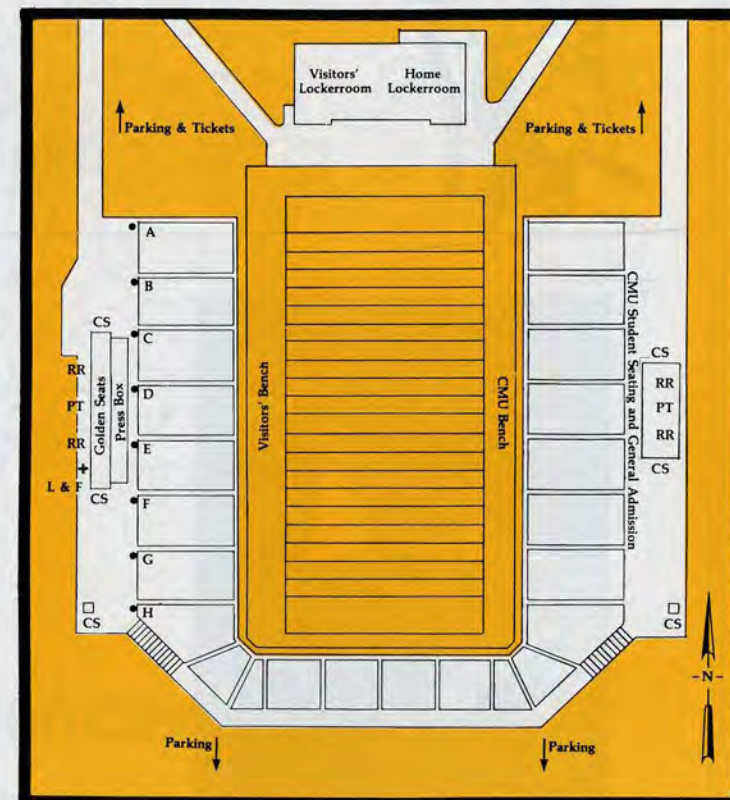 Visitors'
Lockerroom
Home
Lockerroom
Parking & Tickets
Parking & Tickets
A
B
C
D
E
F
G
H
CS
RR
PT
RR
+
L & F
CS
CS
Golden Seats
Press Box
Visitors' Bench
CMU Bench
CMU Student Seating and General Admission
CS
RR
PT
RR
CS
CS
-N-
Parking
Parking